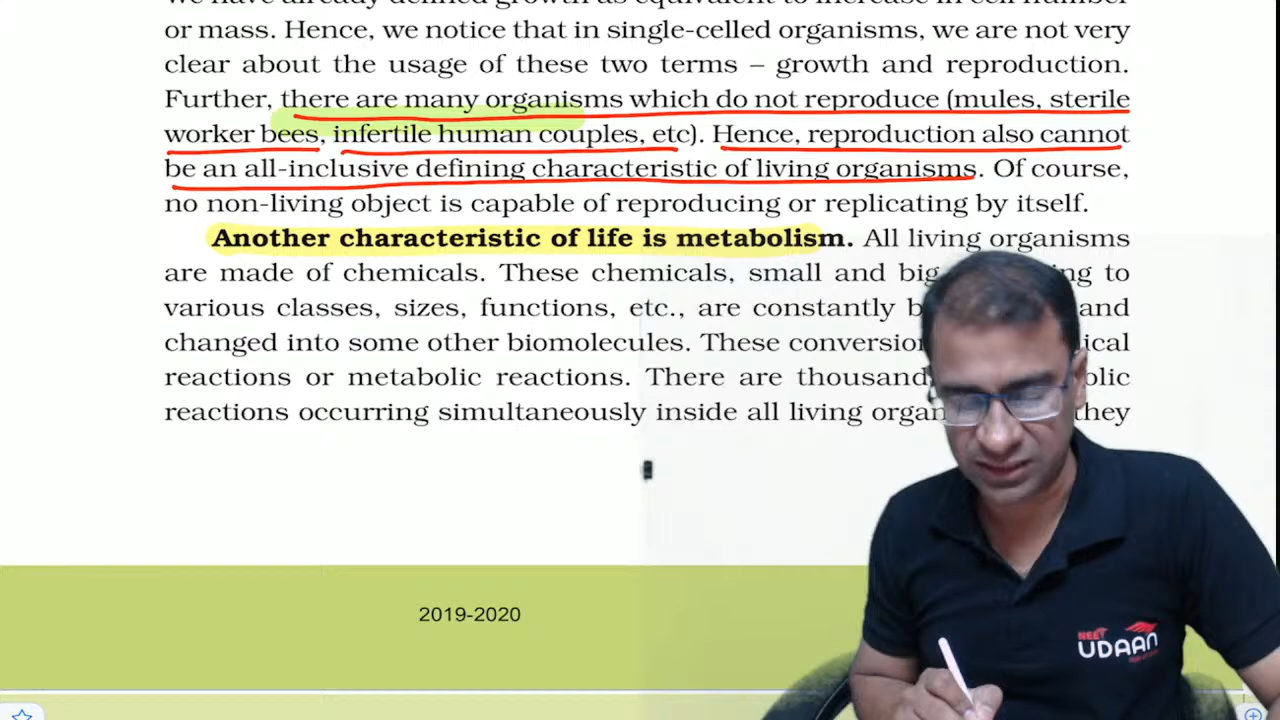 or mass. Hence, we notice that in single-celled organisms, we are not very
clear about the usage of these two terms – growth and reproduction.
Further, there are many organisms which do not reproduce (mules, sterile
worker bees, infertile human couples, etc). Hence, reproduction also cannot
be an all-inclusive defining characteristic of living organisms. Of course,
no non-living object is capable of reproducing or replicating by itself.
Another characteristic of life is metabolism. All living organisms
are made of chemicals. These chemicals, small and big
to
various classes, sizes, functions, etc., are constantly
and
changed into some other biomolecules. These
reactions or metabolic reactions. There are
reactions occurring simultaneously inside all living
they
2019-2020
NEET
UDAAN